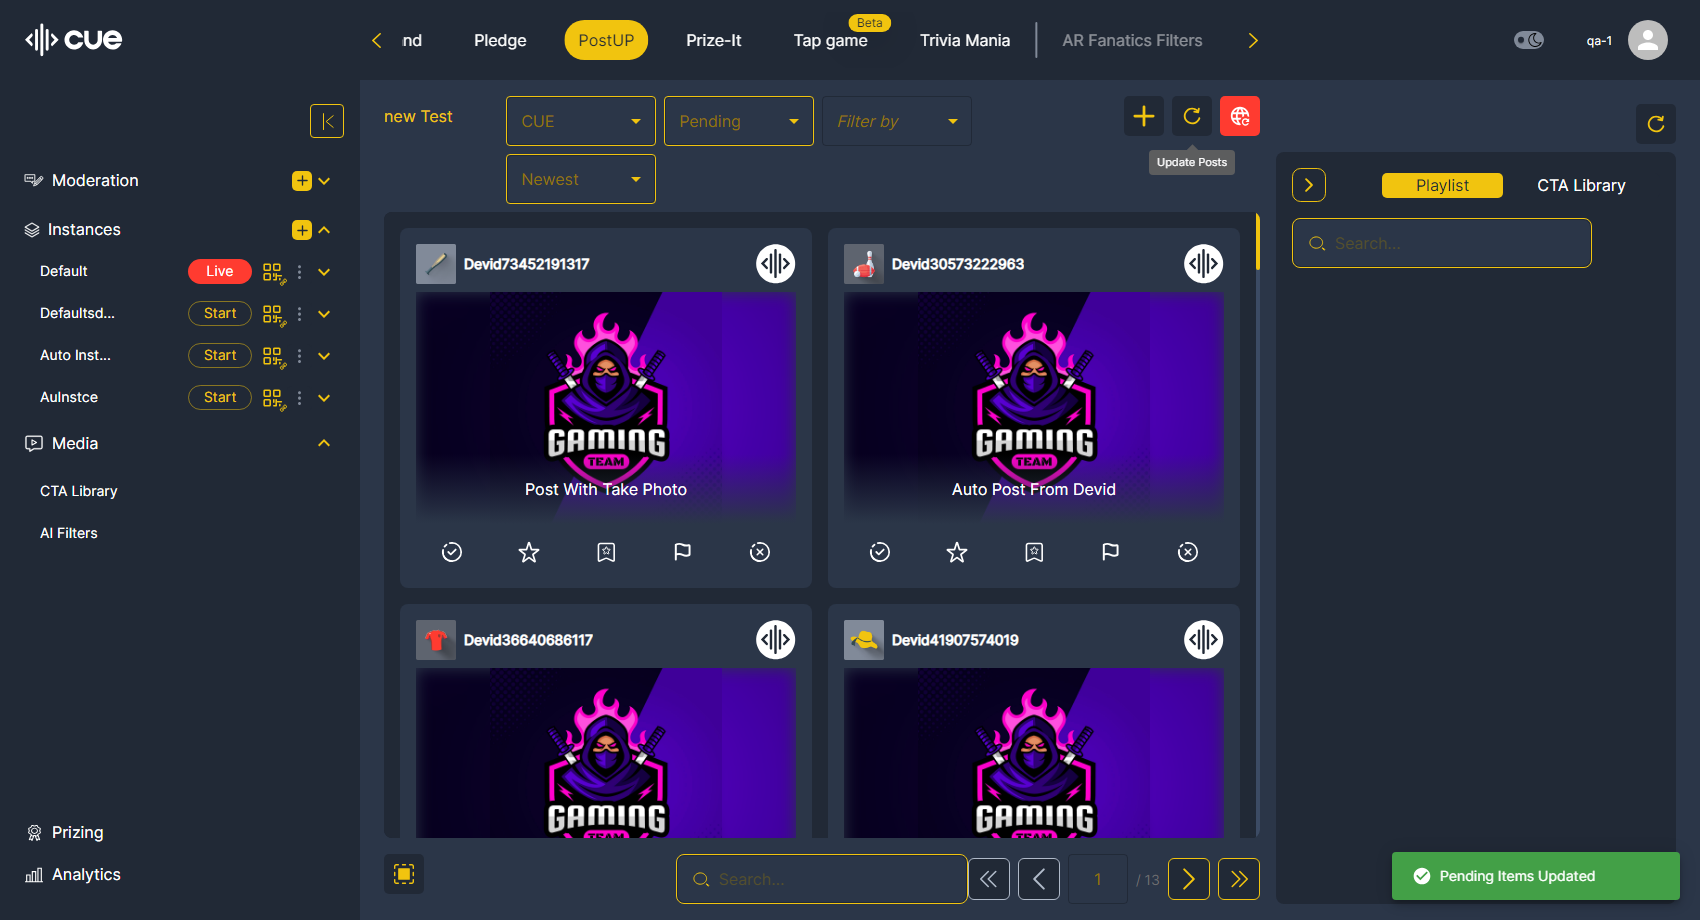 cue
nd
Pledge
PostUP
Prize-It
Beta
Tap game
Trivia Mania
AR Fanatics Filters
qa-1
new Test
CUE
Pending
Filter by
Newest
Update Posts
Moderation
Instances
Default
Live
Defaultsd...
Start
Auto Inst...
Start
AuInstce
Start
Media
CTA Library
AI Filters
Prizing
Analytics
Devid73452191317
GAMING
TEAM
Post With Take Photo
Devid30573222963
GAMING
TEAM
Auto Post From Devid
Devid36640686117
GAMING
TEAM
Devid41907574019
GAMING
TEAM
Search...
1
/ 13
Playlist
CTA Library
Search...
Pending Items Updated